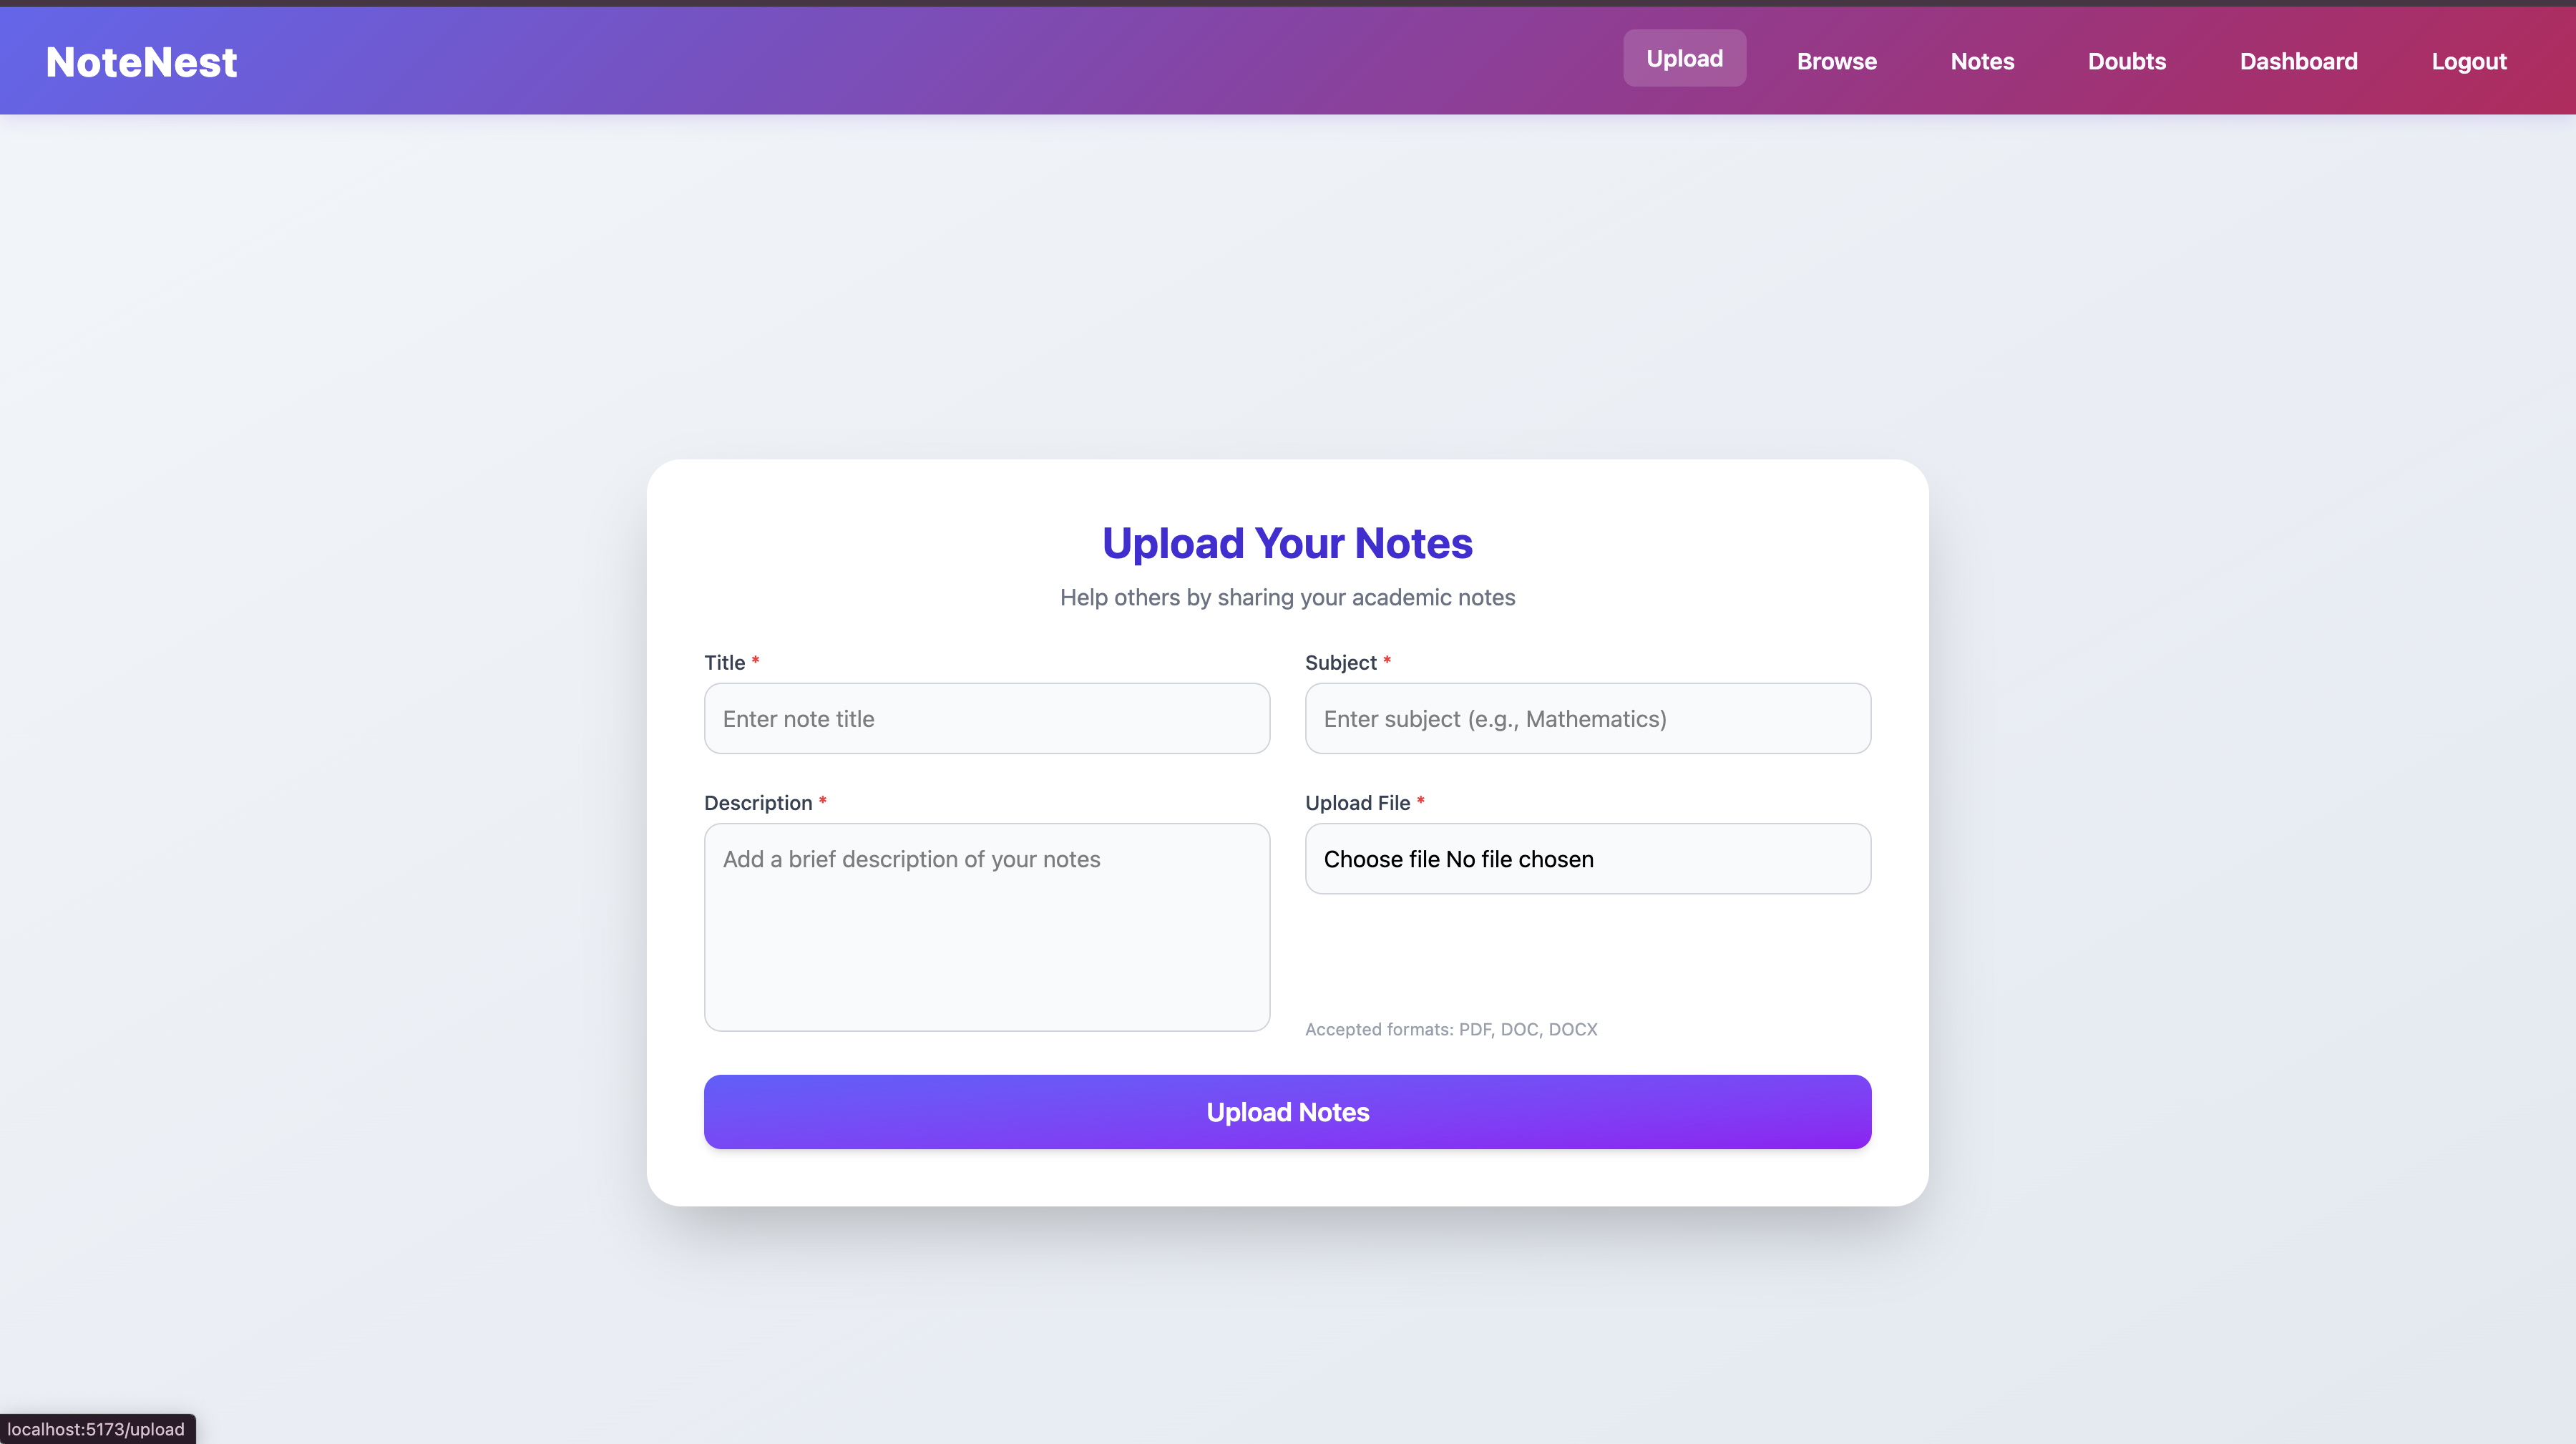 NoteNest
Upload Browse Notes Doubts Dashboard Logout
Upload Your Notes
Help others by sharing your academic notes
Title * Subject *
Enter note title Enter subject (e.g., Mathematics)
Description * Upload File *
Add a brief description of your notes Choose file No file chosen
Accepted formats: PDF, DOC, DOCX
Upload Notes
localhost:5173/upload